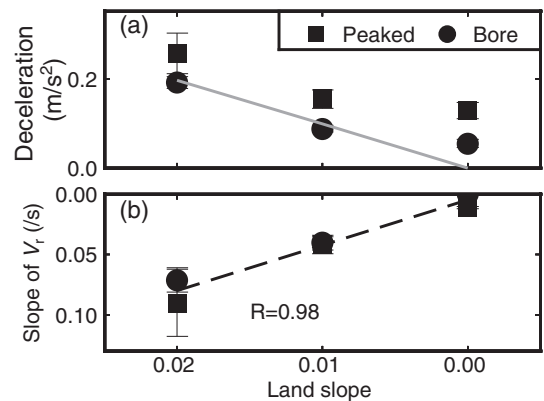 (a)
Peaked
Bore
Deceleration
(m/s²)
0.2
0.0
(b)
Slope of Vr (/s)
0.00
0.05
0.10
R=0.98
0.02 0.01 0.00
Land slope